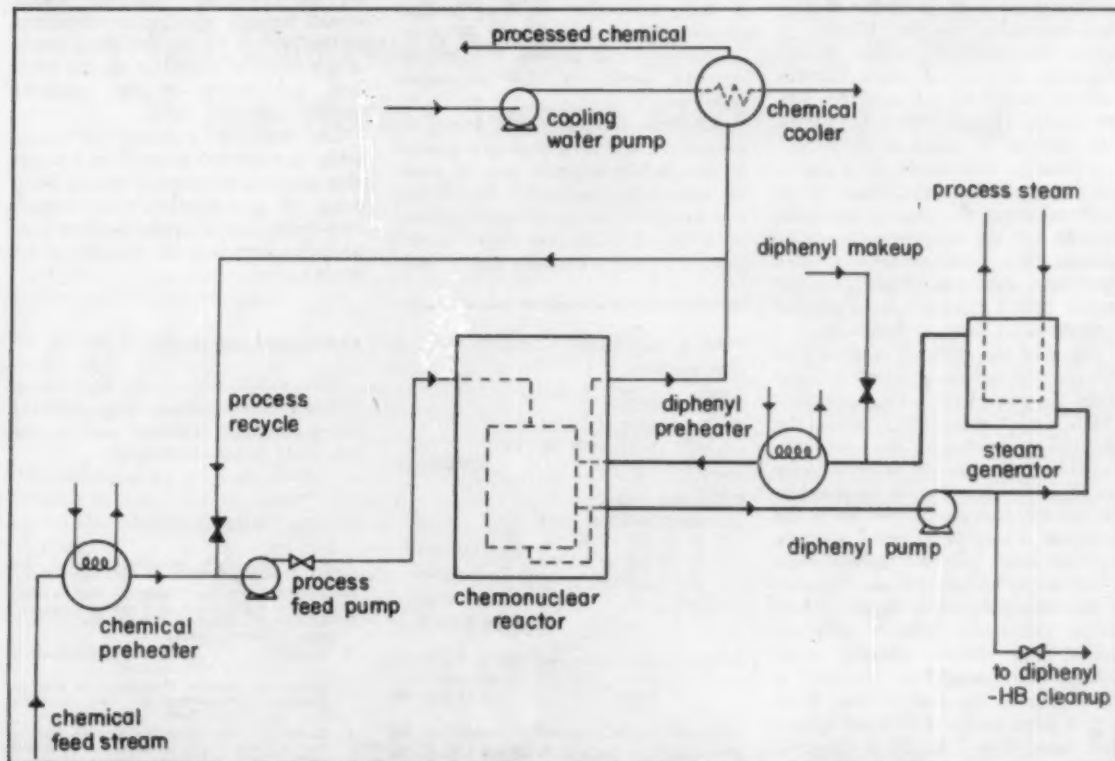 processed chemical
cooling
water pump
chemical
cooler
process steam
diphenyl makeup
process
recycle
diphenyl
preheater
steam
generator
diphenyl pump
process
feed pump
chemonuclear
reactor
chemical
preheater
to diphenyl
-HB cleanup
chemical
feed stream